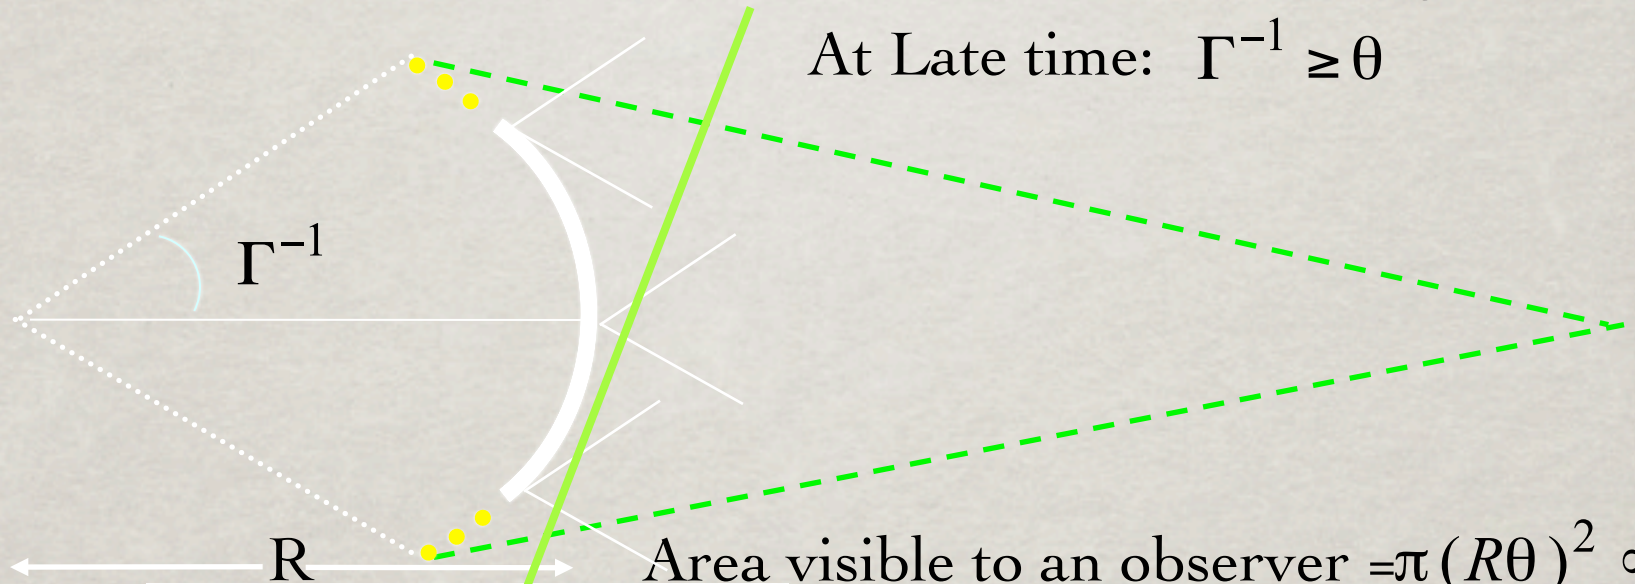 At Late time: Γ⁻¹ ≥ θ
Γ⁻¹
R
Area visible to an observer =π(Rθ)²